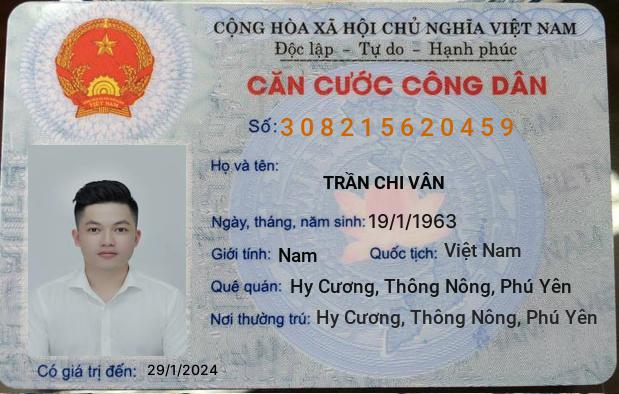 CỘNG HÒA XÃ HỘI CHỦ NGHĨA VIỆT NAM
Độc lập - Tự do - Hạnh phúc
CĂN CƯỚC CÔNG DÂN
Số: 308215620459
Họ và tên:
TRẦN CHI VÂN
Ngày, tháng, năm sinh: 19/1/1963
Giới tính: Nam Quốc tịch: Việt Nam
Quê quán: Hy Cương, Thông Nông, Phú Yên
Nơi thường trú: Hy Cương, Thông Nông, Phú Yên
Có giá trị đến: 29/1/2024
VIỆT NAM